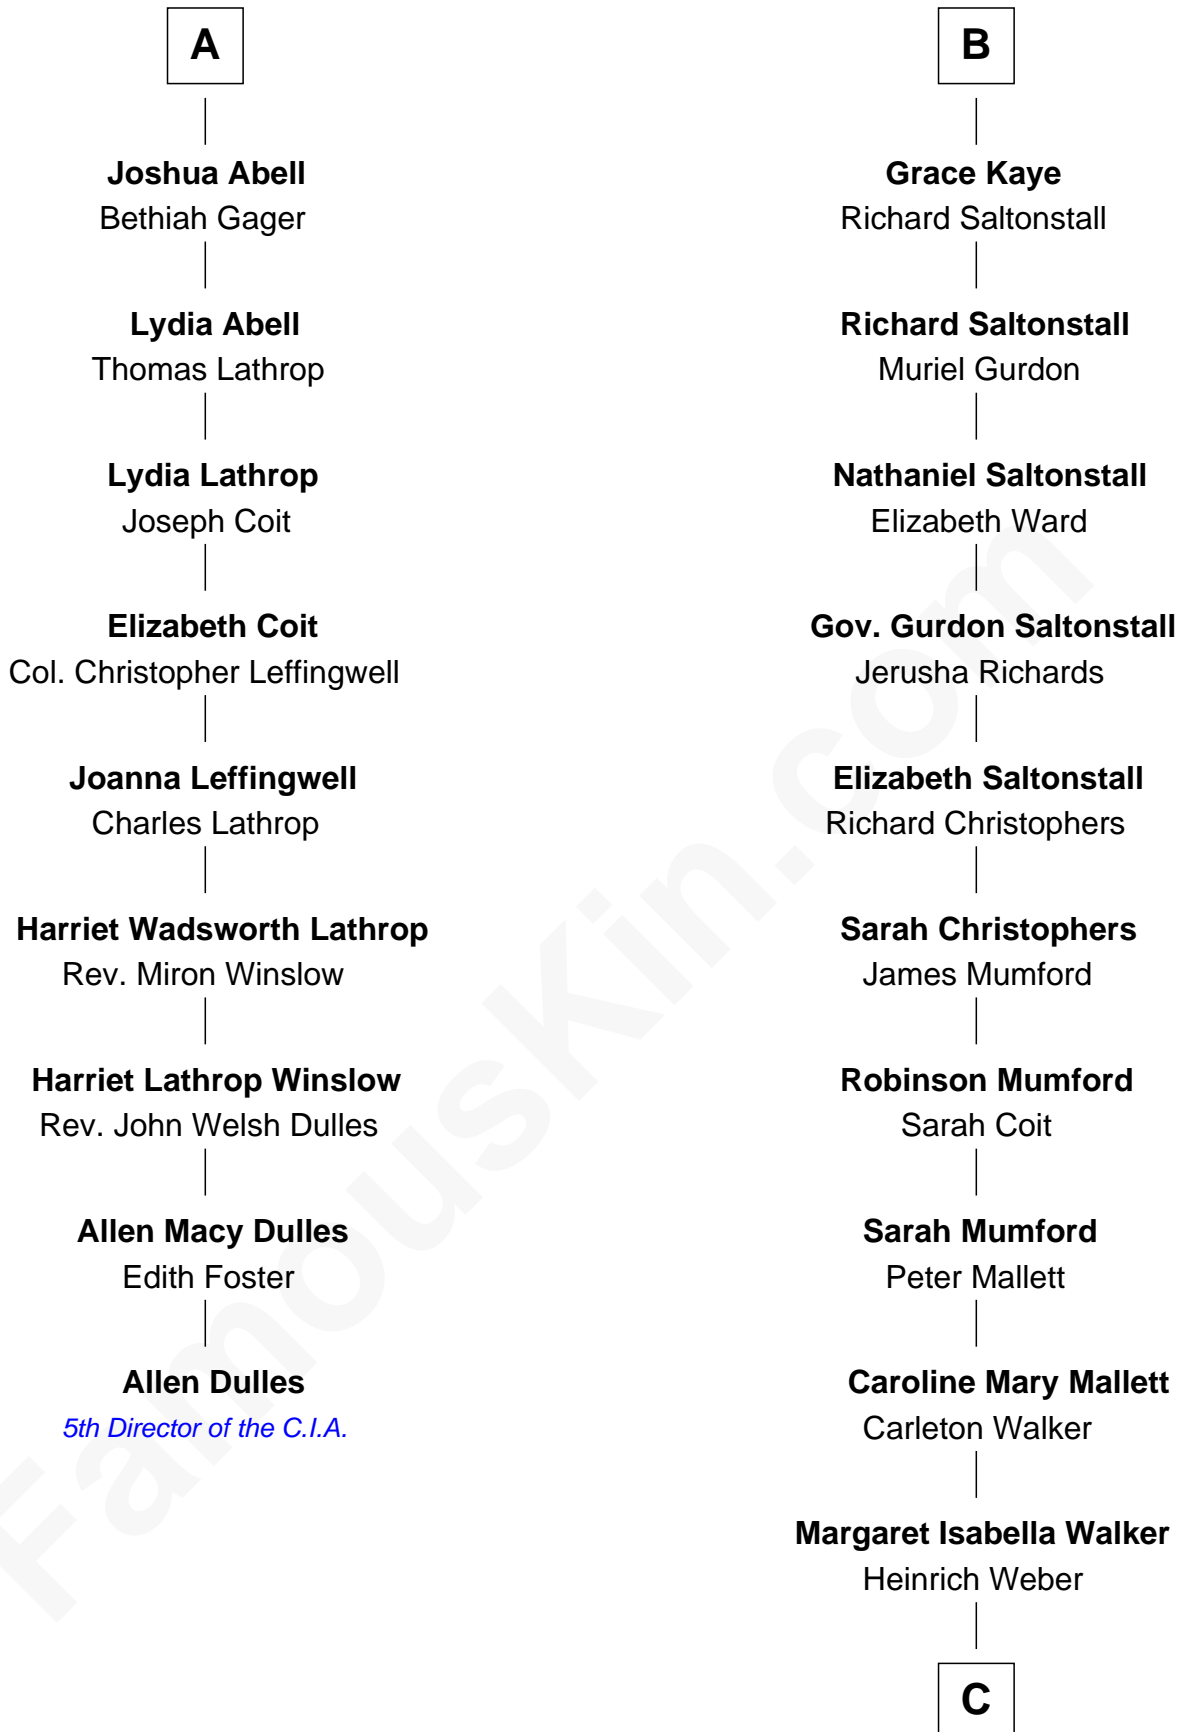 A
Joshua Abell
Bethiah Gager
Lydia Abell
Thomas Lathrop
Lydia Lathrop
Joseph Coit
Elizabeth Coit
Col. Christopher Leffingwell
Joanna Leffingwell
Charles Lathrop
Harriet Wadsworth Lathrop
Rev. Miron Winslow
Harriet Lathrop Winslow
Rev. John Welsh Dulles
Allen Macy Dulles
Edith Foster
Allen Dulles
5th Director of the C.I.A.
B
Grace Kaye
Richard Saltonstall
Richard Saltonstall
Muriel Gurdon
Nathaniel Saltonstall
Elizabeth Ward
Gov. Gurdon Saltonstall
Jerusha Richards
Elizabeth Saltonstall
Richard Christophers
Sarah Christophers
James Mumford
Robinson Mumford
Sarah Coit
Sarah Mumford
Peter Mallett
Caroline Mary Mallett
Carleton Walker
Margaret Isabella Walker
Heinrich Weber
C
FamousKin.com